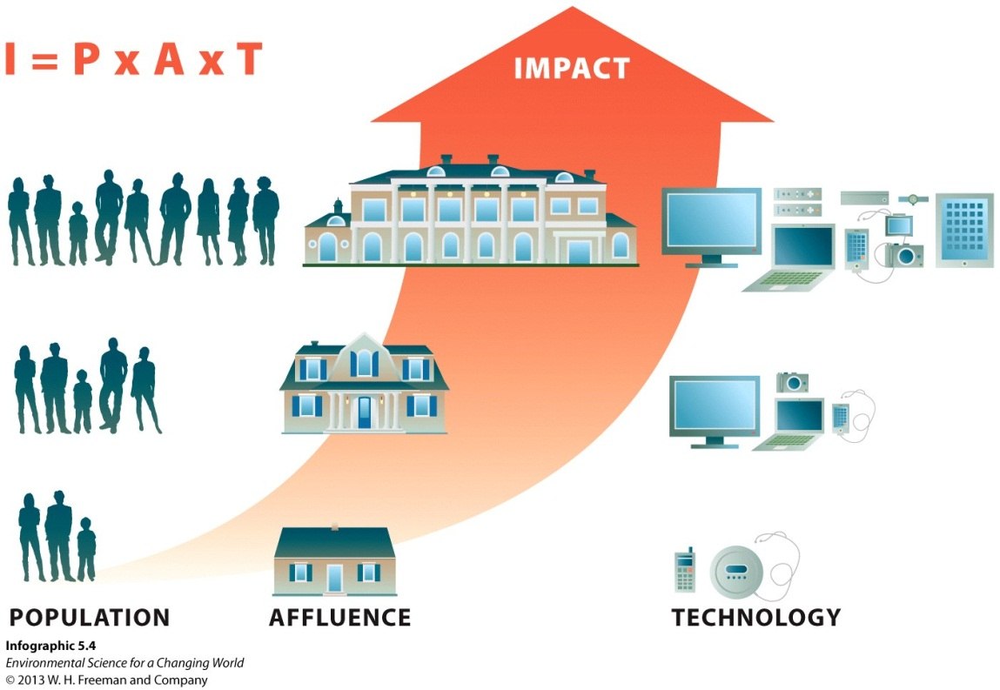 I = P x A x T
IMPACT
POPULATION
AFFLUENCE
TECHNOLOGY
Infographic 5.4
Environmental Science for a Changing World
© 2013 W. H. Freeman and Company